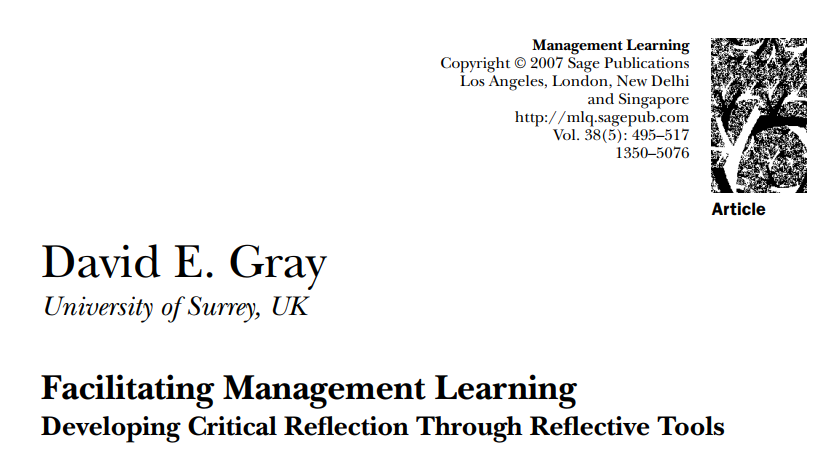 Management Learning
Copyright © 2007 Sage Publications
Los Angeles, London, New Delhi
and Singapore
http://mlq.sagepub.com
Vol. 38(5): 495–517
1350–5076
Article
David E. Gray
University of Surrey, UK
Facilitating Management Learning
Developing Critical Reflection Through Reflective Tools